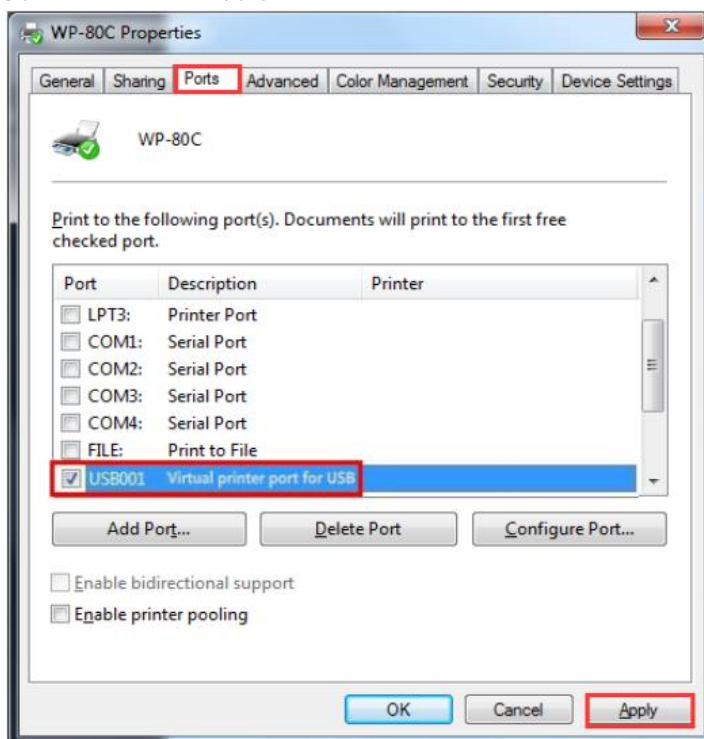 WP-80C Properties
General Sharing Ports Advanced Color Management Security Device Settings
WP-80C
Print to the following port(s). Documents will print to the first free
checked port.
Port Description Printer
LPT3: Printer Port
COM1: Serial Port
COM2: Serial Port
COM3: Serial Port
COM4: Serial Port
FILE: Print to File
USB001 Virtual printer port for USB
Add Port... Delete Port Configure Port...
Enable bidirectional support
Enable printer pooling
OK Cancel Apply